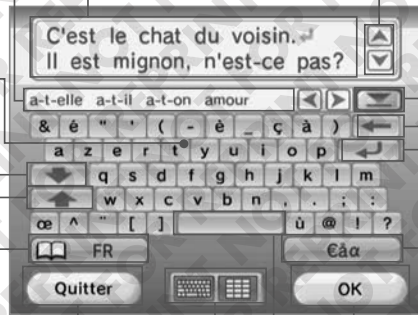 C'est le chat du voisin.↵
Il est mignon, n'est-ce pas?
a-t-elle a-t-il a-t-on amour
& é " ' ( - è _ ç à )
a z e r t y u i o p
q s d f g h j k l m
w x c v b n , . ; :
œ ^ ¨ [ ] ù @ ! ?
FR €åα
Quitter OK